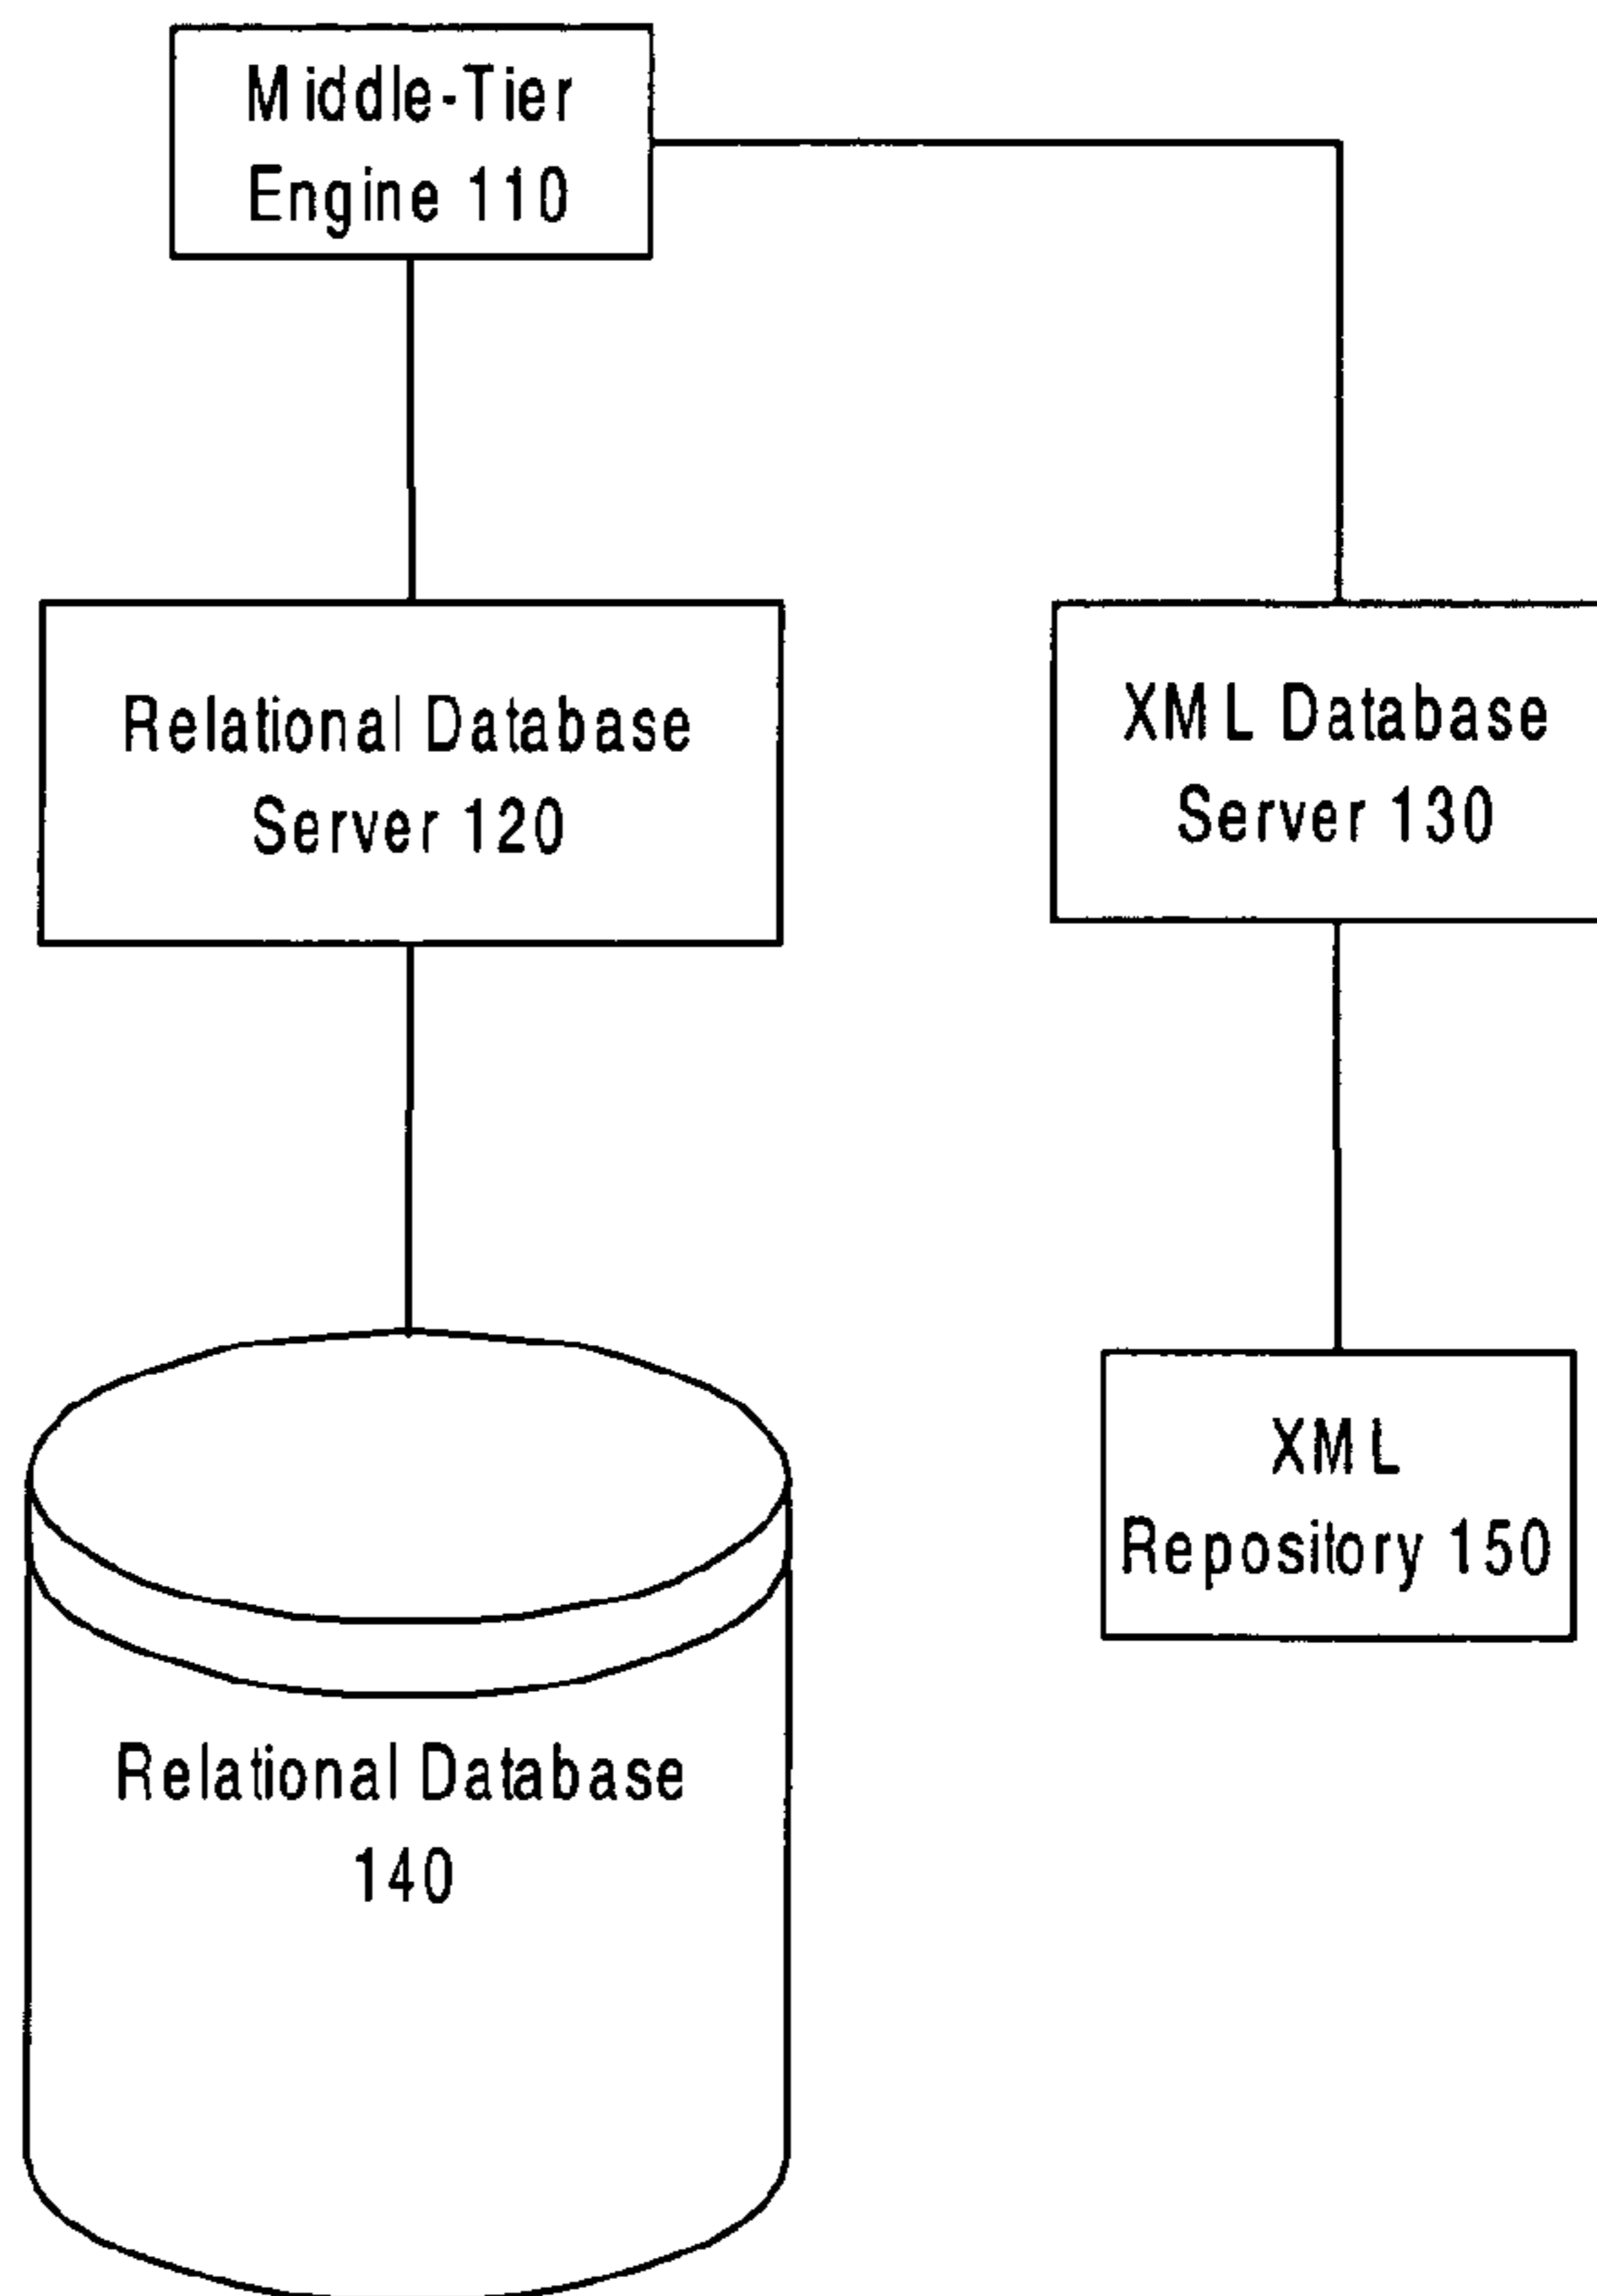 Middle-Tier
Engine 110
Relational Database
Server 120
XML Database
Server 130
XML
Repository 150
Relational Database
140